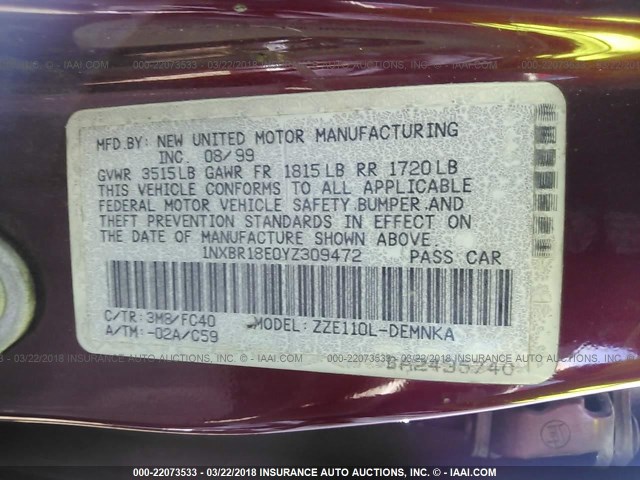 MFD.BY: NEW UNITED MOTOR MANUFACTURING
INC. 08/99
GVWR 3515LB GAWR FR 1815LB RR 1720LB
THIS VEHICLE CONFORMS TO ALL APPLICABLE
FEDERAL MOTOR VEHICLE SAFETY,BUMPER,AND
THEFT PREVENTION STANDARDS IN EFFECT ON
THE DATE OF MANUFACTURE SHOWN ABOVE.
1NXBR18E0YZ309472 PASS CAR
C/TR: 3M8/FC40 MODEL: ZZE110L-DEMNKA
A/TM: -02A/C59
BA2435740
000-22073533 - 03/22/2018 INSURANCE AUTO AUCTIONS, INC. - © - IAAI.COM